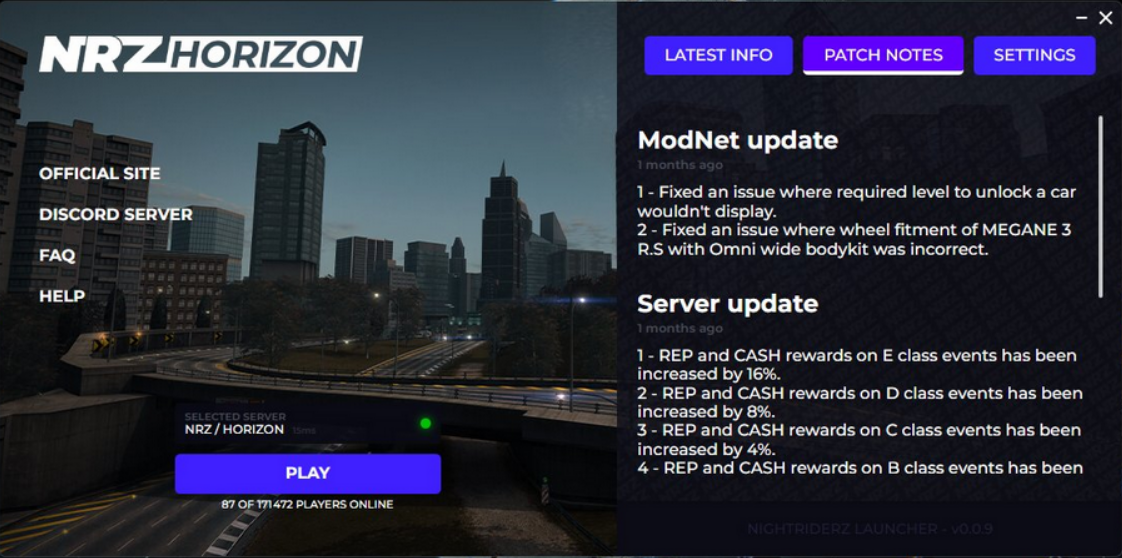 NRZ/HORIZON
OFFICIAL SITE
DISCORD SERVER
FAQ
HELP
SELECTED SERVER
NRZ / HORIZON 15ms
PLAY
87 OF 171472 PLAYERS ONLINE
LATEST INFO
PATCH NOTES
SETTINGS
ModNet update
1 months ago
1 - Fixed an issue where required level to unlock a car
wouldn't display.
2 - Fixed an issue where wheel fitment of MEGANE 3
R.S with Omni wide bodykit was incorrect.
Server update
1 months ago
1 - REP and CASH rewards on E class events has been
increased by 16%.
2 - REP and CASH rewards on D class events has been
increased by 8%.
3 - REP and CASH rewards on C class events has been
increased by 4%.
4 - REP and CASH rewards on B class events has been
NIGHTRIDERZ LAUNCHER - v0.0.9